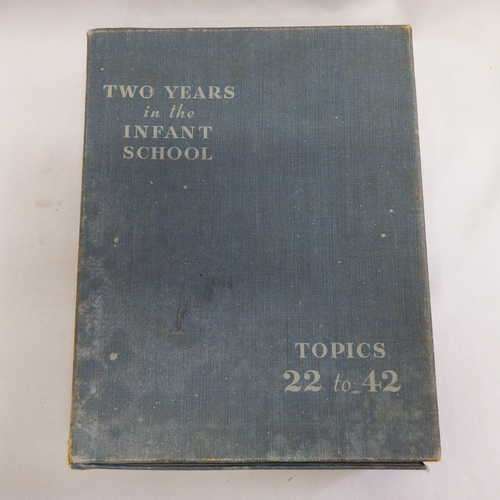 TWO YEARS
in the
INFANT
SCHOOL
TOPICS
22 to 42